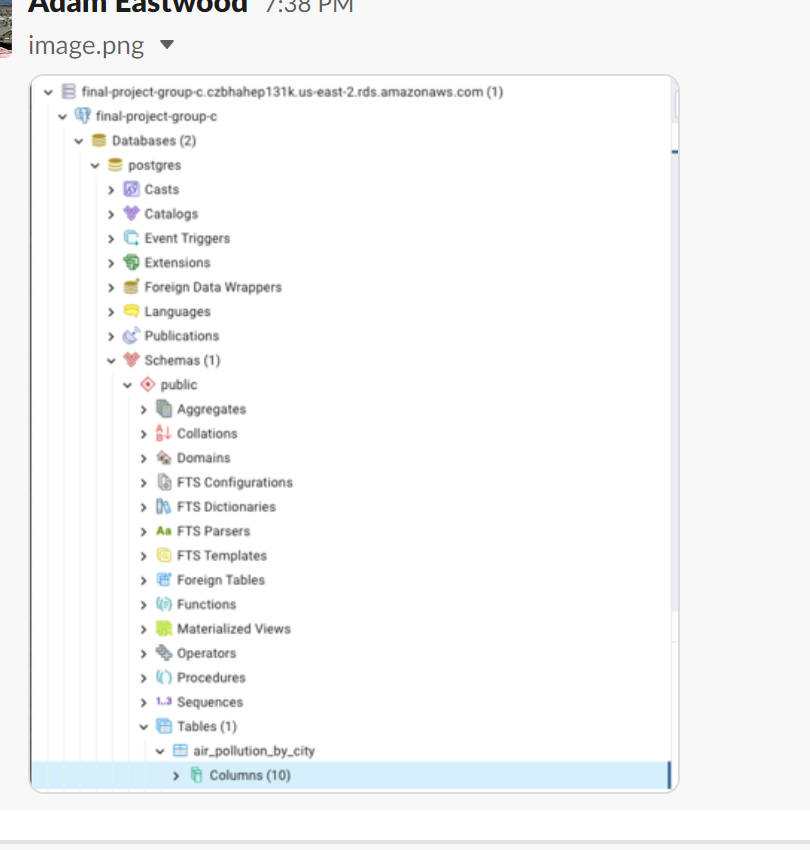 Adam Eastwood 7:38 PM
image.png
final-project-group-c.czbhahep131k.us-east-2.rds.amazonaws.com (1)
final-project-group-c
Databases (2)
postgres
Casts
Catalogs
Event Triggers
Extensions
Foreign Data Wrappers
Languages
Publications
Schemas (1)
public
Aggregates
Collations
Domains
FTS Configurations
FTS Dictionaries
Aa FTS Parsers
FTS Templates
Foreign Tables
Functions
Materialized Views
Operators
Procedures
1..3 Sequences
Tables (1)
air_pollution_by_city
Columns (10)